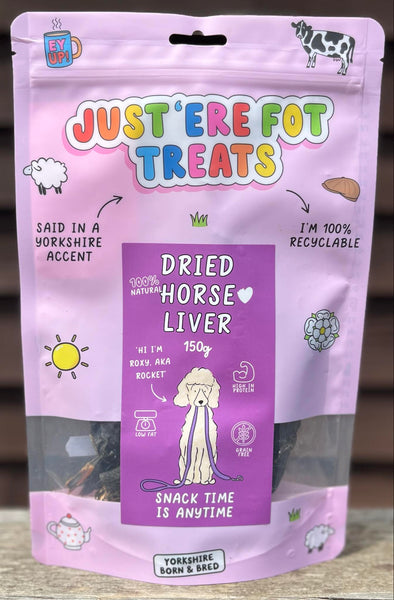 EY
UP!
JUST 'ERE FOT
TREATS
SAID IN A
YORKSHIRE
ACCENT
I'M 100%
RECYCLABLE
DRIED
100%
NATURAL
HORSE
LIVER
150g
'HI I'M
ROXY, AKA
ROCKET'
HIGH IN
PROTEIN
LOW FAT
GRAIN
FREE
SNACK TIME
IS ANYTIME
YORKSHIRE
BORN & BRED